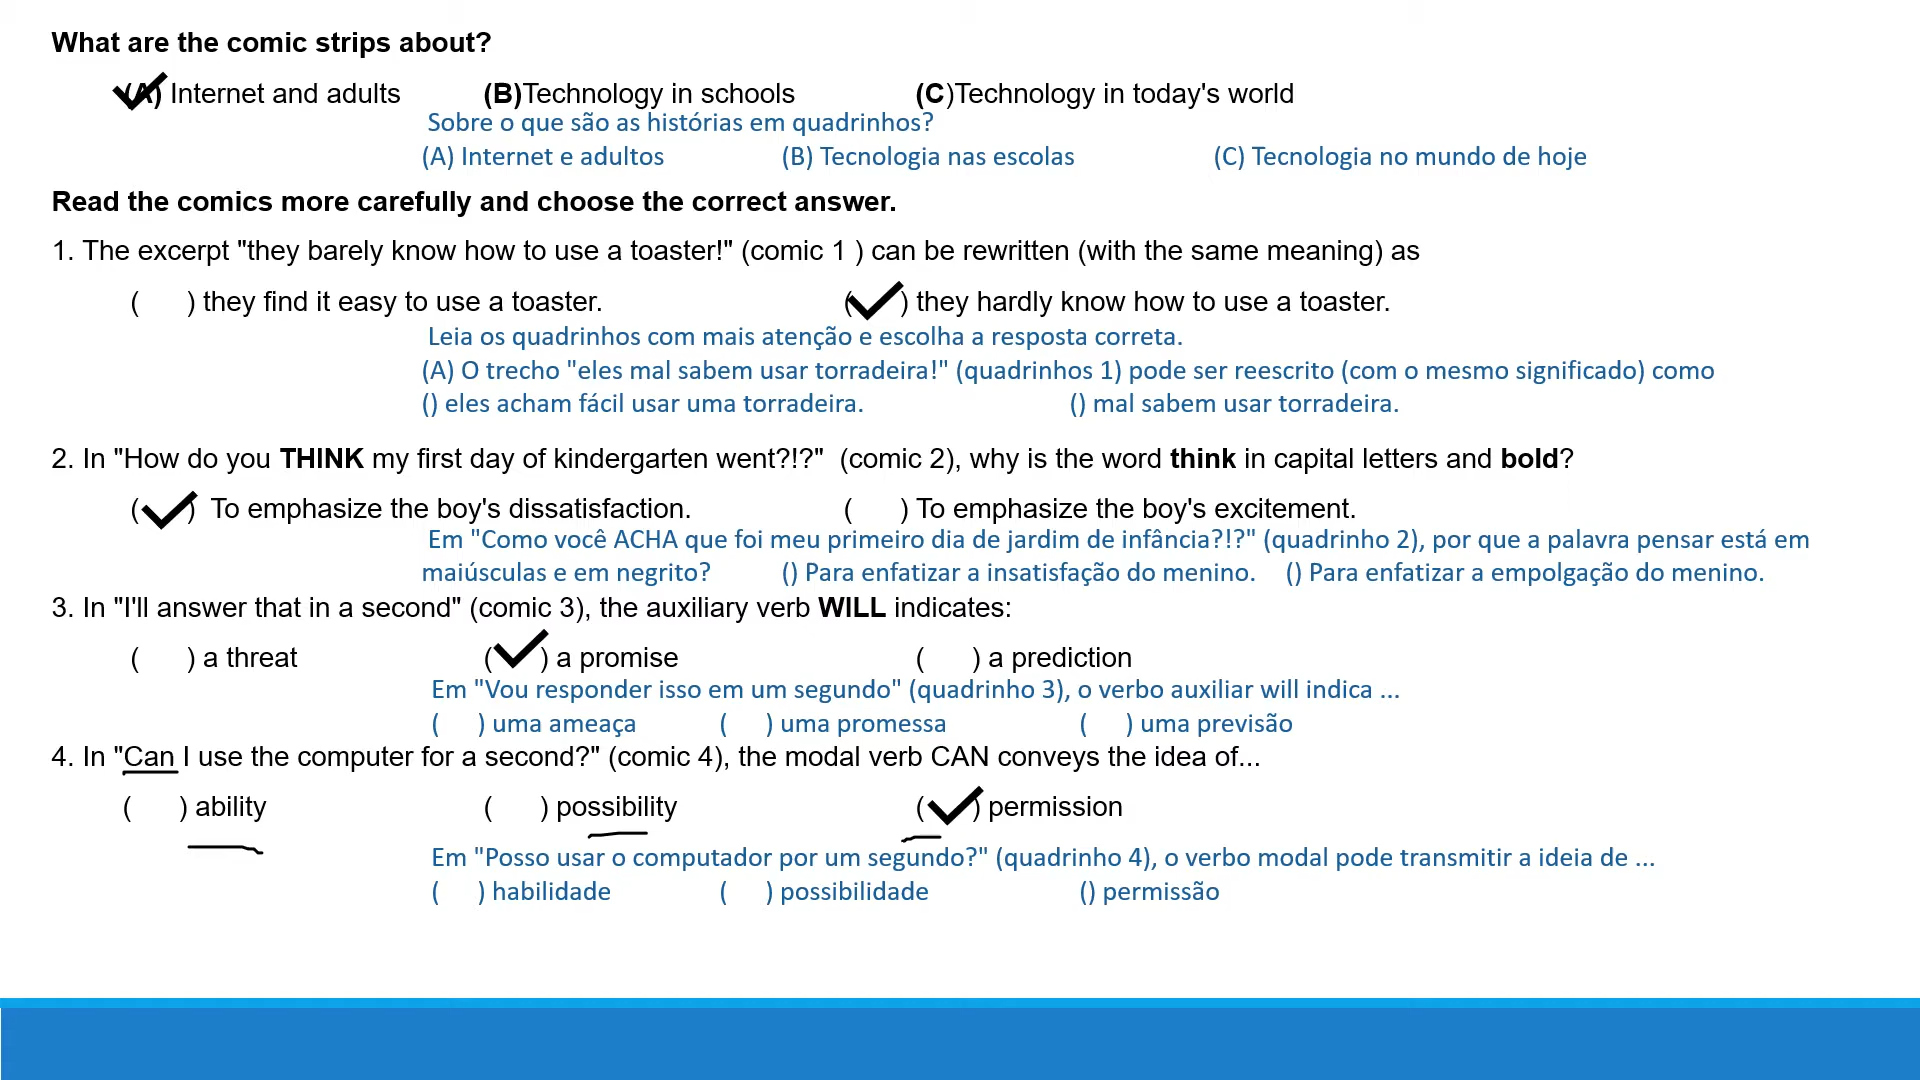 What are the comic strips about?
(A) Internet and adults (B)Technology in schools (C)Technology in today's world
Sobre o que são as histórias em quadrinhos?
(A) Internet e adultos (B) Tecnologia nas escolas (C) Tecnologia no mundo de hoje
Read the comics more carefully and choose the correct answer.
1. The excerpt "they barely know how to use a toaster!" (comic 1 ) can be rewritten (with the same meaning) as
( ) they find it easy to use a toaster. (✓) they hardly know how to use a toaster.
Leia os quadrinhos com mais atenção e escolha a resposta correta.
(A) O trecho "eles mal sabem usar torradeira!" (quadrinhos 1) pode ser reescrito (com o mesmo significado) como
() eles acham fácil usar uma torradeira. () mal sabem usar torradeira.
2. In "How do you THINK my first day of kindergarten went?!?" (comic 2), why is the word think in capital letters and bold?
(✓) To emphasize the boy's dissatisfaction. ( ) To emphasize the boy's excitement.
Em "Como você ACHA que foi meu primeiro dia de jardim de infância?!?" (quadrinho 2), por que a palavra pensar está em
maiúsculas e em negrito? () Para enfatizar a insatisfação do menino. () Para enfatizar a empolgação do menino.
3. In "I'll answer that in a second" (comic 3), the auxiliary verb WILL indicates:
( ) a threat (✓) a promise ( ) a prediction
Em "Vou responder isso em um segundo" (quadrinho 3), o verbo auxiliar will indica ...
( ) uma ameaça ( ) uma promessa ( ) uma previsão
4. In "Can I use the computer for a second?" (comic 4), the modal verb CAN conveys the idea of...
( ) ability ( ) possibility (✓) permission
Em "Posso usar o computador por um segundo?" (quadrinho 4), o verbo modal pode transmitir a ideia de ...
( ) habilidade ( ) possibilidade () permissão